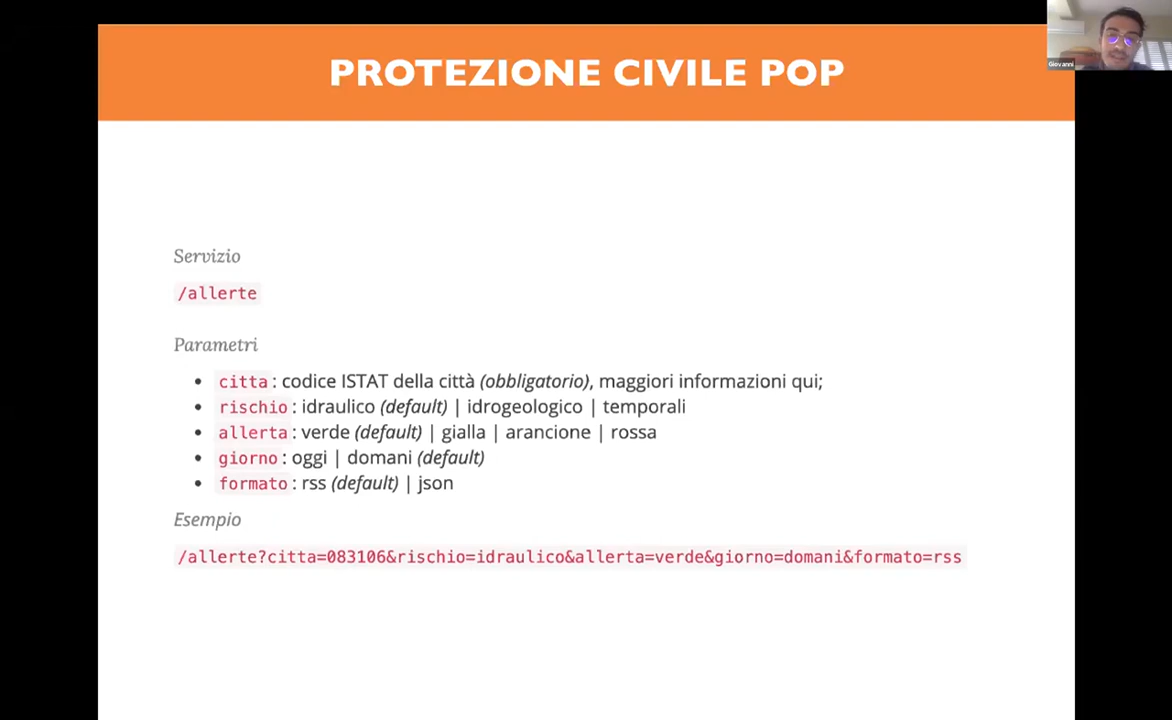 PROTEZIONE CIVILE POP
Giovanni
Servizio
/allerte
Parametri
• citta: codice ISTAT della città (obbligatorio), maggiori informazioni qui;
• rischio: idraulico (default) | idrogeologico | temporali
• allerta: verde (default) | gialla | arancione | rossa
• giorno: oggi | domani (default)
• formato: rss (default) | json
Esempio
/allerte?citta=083106&rischio=idraulico&allerta=verde&giorno=domani&formato=rss